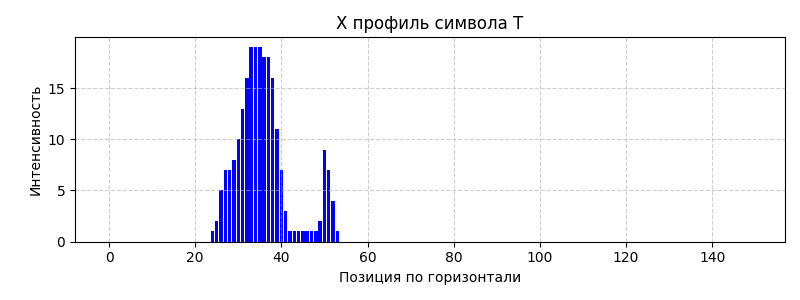 X профиль символа T
Интенсивность
15
10
5
0
0 20 40 60 80 100 120 140
Позиция по горизонтали